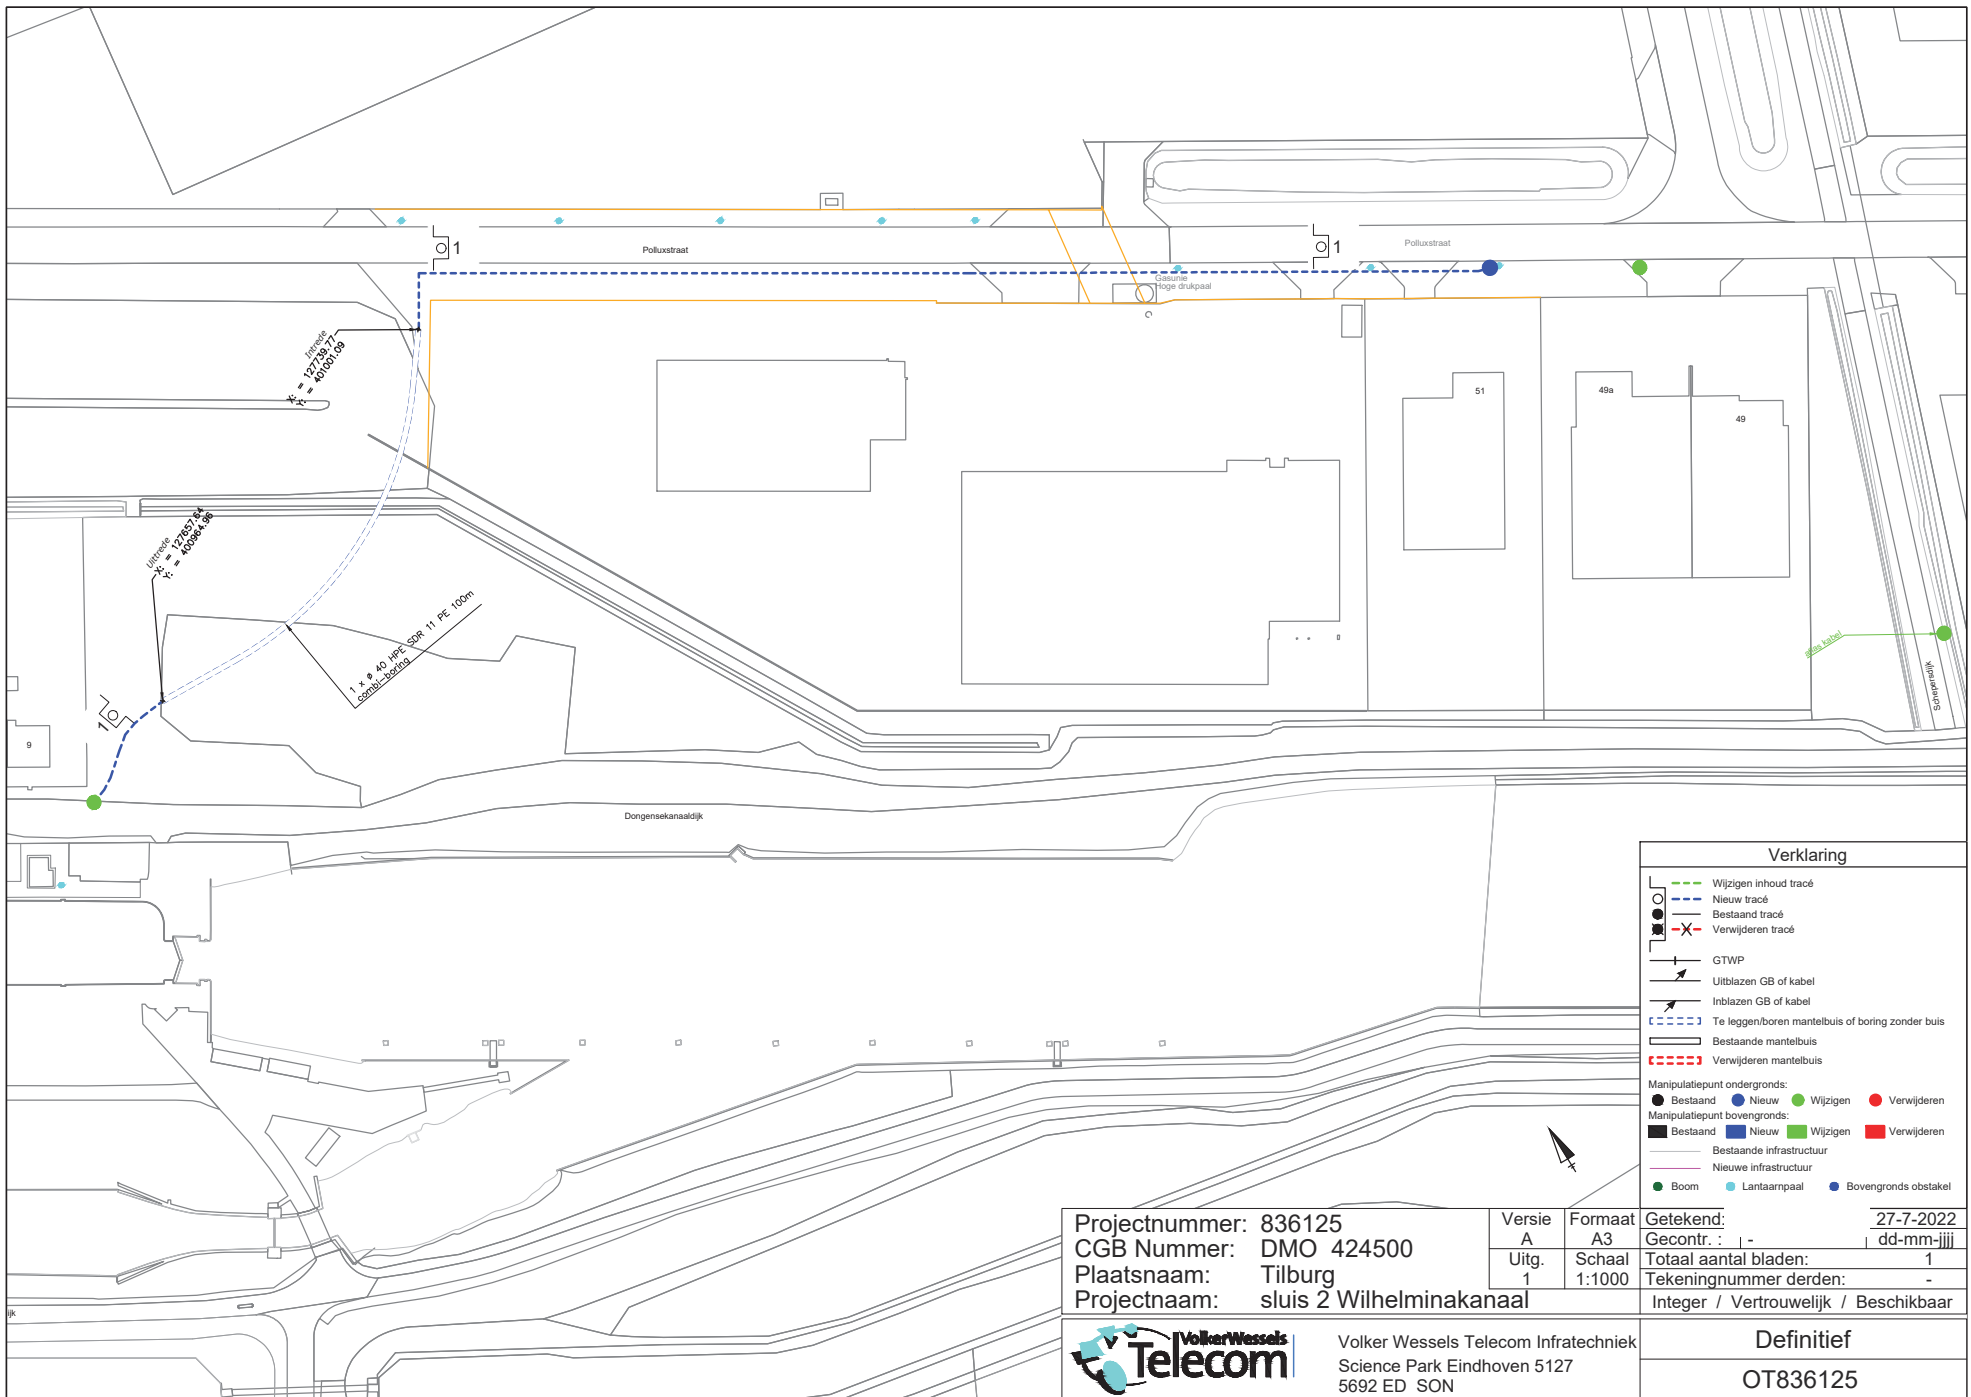 1
Polluxstraat
1
Polluxstraat
Gasunie
Hoge drukpaal
Intrede
X: = 127739.77
Y: = 401001.09
51
49a
49
Uittrede
X: = 127657.64
Y: = 400964.96
1 x ø 40 HPE SDR 11 PE 100m
combi-boring
glas kabel
Schepersdijk
1
9
Dongensekanaaldijk
ijk
Verklaring
Wijzigen inhoud tracé
Nieuw tracé
Bestaand tracé
Verwijderen tracé
GTWP
Uitblazen GB of kabel
Inblazen GB of kabel
Te leggen/boren mantelbuis of boring zonder buis
Bestaande mantelbuis
Verwijderen mantelbuis
Manipulatiepunt ondergronds:
Bestaand Nieuw Wijzigen Verwijderen
Manipulatiepunt bovengronds:
Bestaand Nieuw Wijzigen Verwijderen
Bestaande infrastructuur
Nieuwe infrastructuur
Boom Lantaarnpaal Bovengronds obstakel
Projectnummer: 836125
CGB Nummer: DMO 424500
Plaatsnaam: Tilburg
Projectnaam: sluis 2 Wilhelminakanaal
Versie Formaat
A A3
Uitg. Schaal
1 1:1000
Getekend: 27-7-2022
Gecontr. : - dd-mm-jjjj
Totaal aantal bladen: 1
Tekeningnummer derden: -
Integer / Vertrouwelijk / Beschikbaar
VolkerWessels
Telecom
Volker Wessels Telecom Infratechniek
Science Park Eindhoven 5127
5692 ED SON
Definitief
OT836125